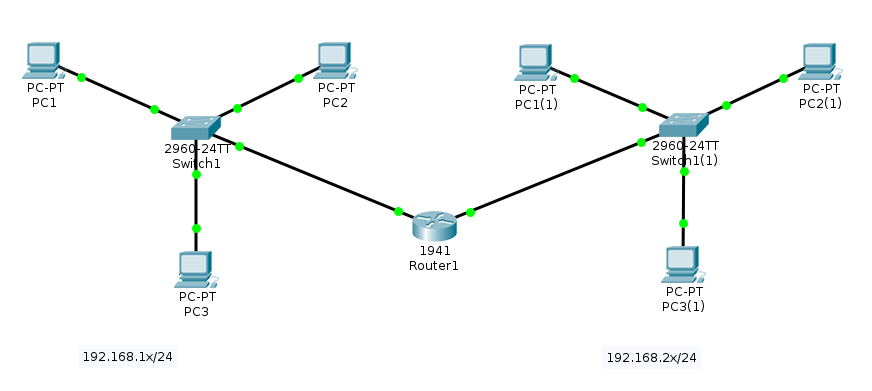 PC-PT
PC1
PC-PT
PC2
2960-24TT
Switch1
PC-PT
PC3
1941
Router1
PC-PT
PC1(1)
PC-PT
PC2(1)
2960-24TT
Switch1(1)
PC-PT
PC3(1)
192.168.1x/24
192.168.2x/24